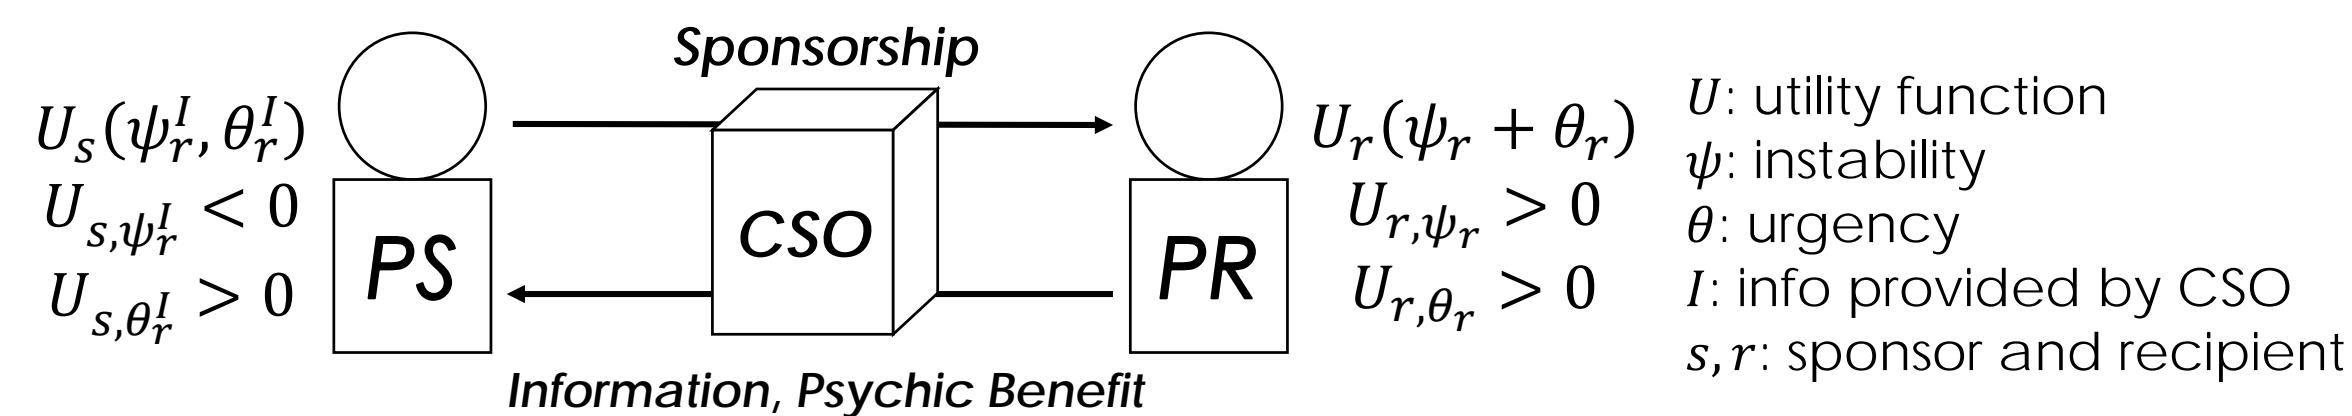 Sponsorship
U_s(ψ_r^I, θ_r^I)
U_{s,ψ_r^I} < 0
U_{s,θ_r^I} > 0
PS
CSO
PR
U_r(ψ_r + θ_r)
U_{r,ψ_r} > 0
U_{r,θ_r} > 0
Information, Psychic Benefit
U: utility function
ψ: instability
θ: urgency
I: info provided by CSO
s, r: sponsor and recipient